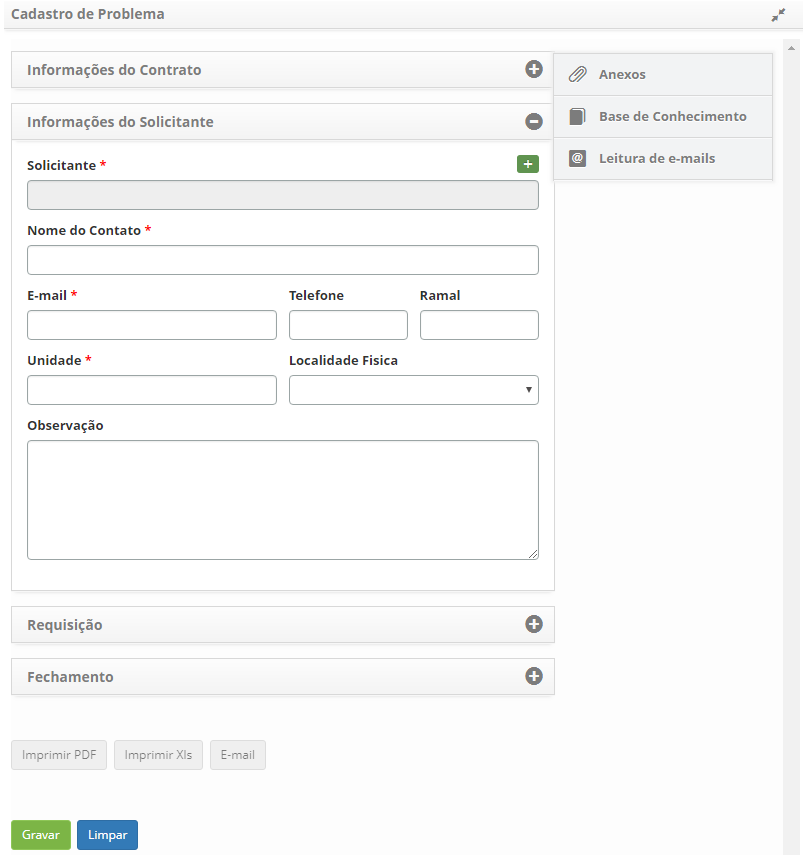 Cadastro de Problema
Informações do Contrato
Anexos
Base de Conhecimento
Leitura de e-mails
Informações do Solicitante
Solicitante *
Nome do Contato *
E-mail * Telefone Ramal
Unidade * Localidade Fisica
Observação
Requisição
Fechamento
Imprimir PDF Imprimir Xls E-mail
Gravar Limpar